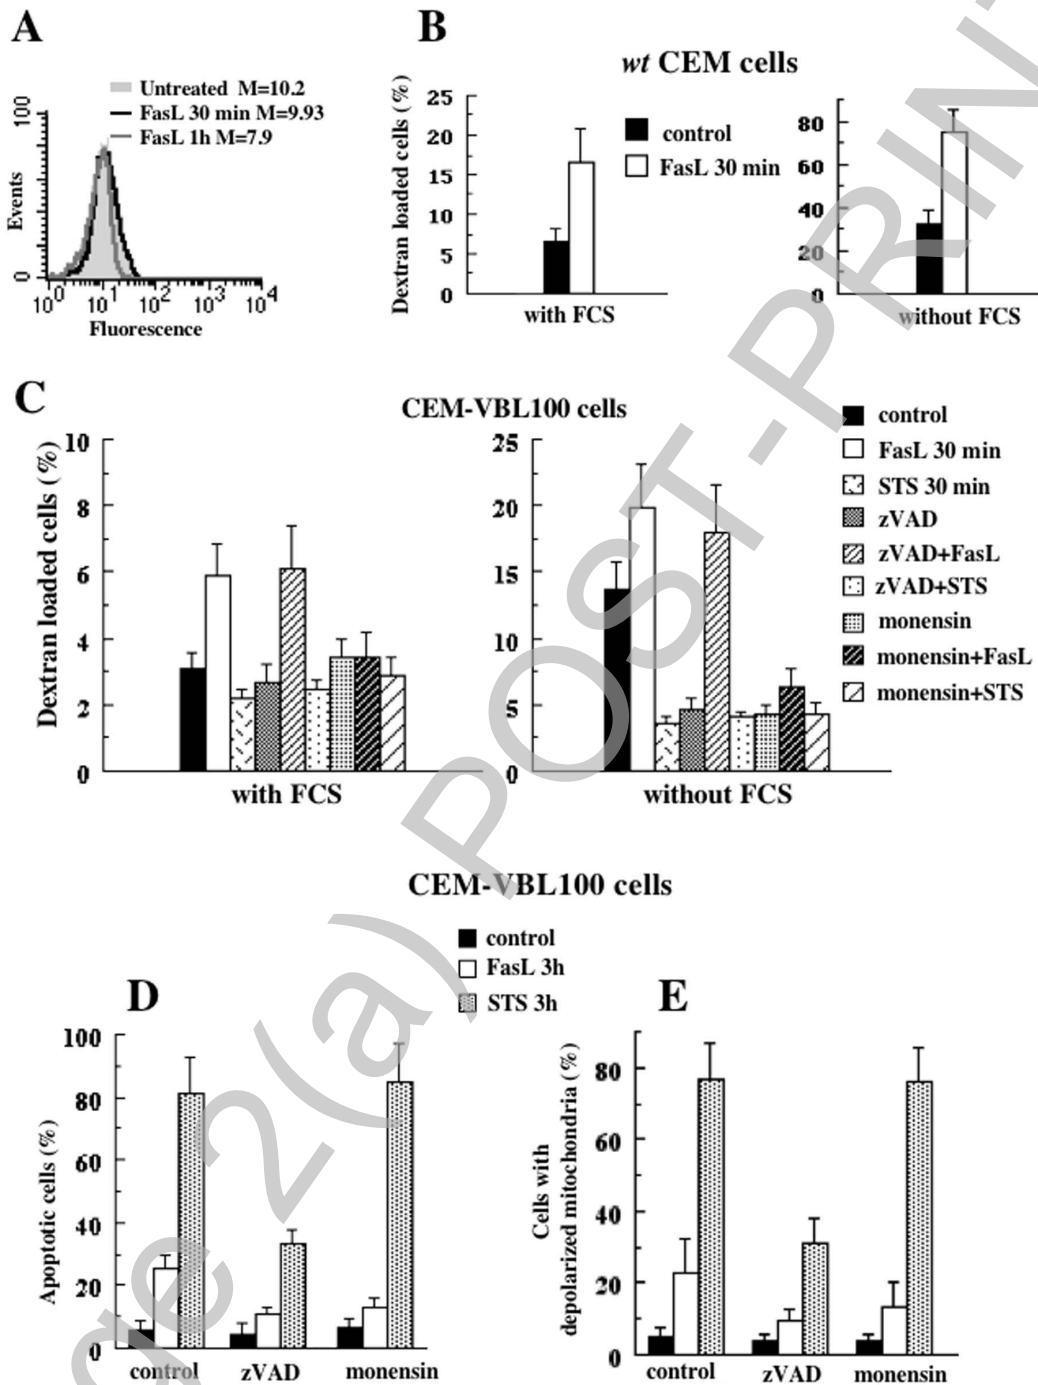 A
Untreated M=10.2
FasL 30 min M=9.93
FasL 1h M=7.9
100
Events
0
10^0 10^1 10^2 10^3 10^4
Fluorescence
B
wt CEM cells
Dextran loaded cells (%)
25
20
15
10
5
0
with FCS
control
FasL 30 min
80
60
40
20
0
without FCS
C
CEM-VBL100 cells
Dextran loaded cells (%)
10
8
6
4
2
0
with FCS
25
20
15
10
5
0
without FCS
control
FasL 30 min
STS 30 min
zVAD
zVAD+FasL
zVAD+STS
monensin
monensin+FasL
monensin+STS
CEM-VBL100 cells
control
FasL 3h
STS 3h
D
Apoptotic cells (%)
100
80
60
40
20
0
control zVAD monensin
E
Cells with
depolarized mitochondria (%)
80
60
40
20
0
control zVAD monensin
ge 2(a) POST-PRINT